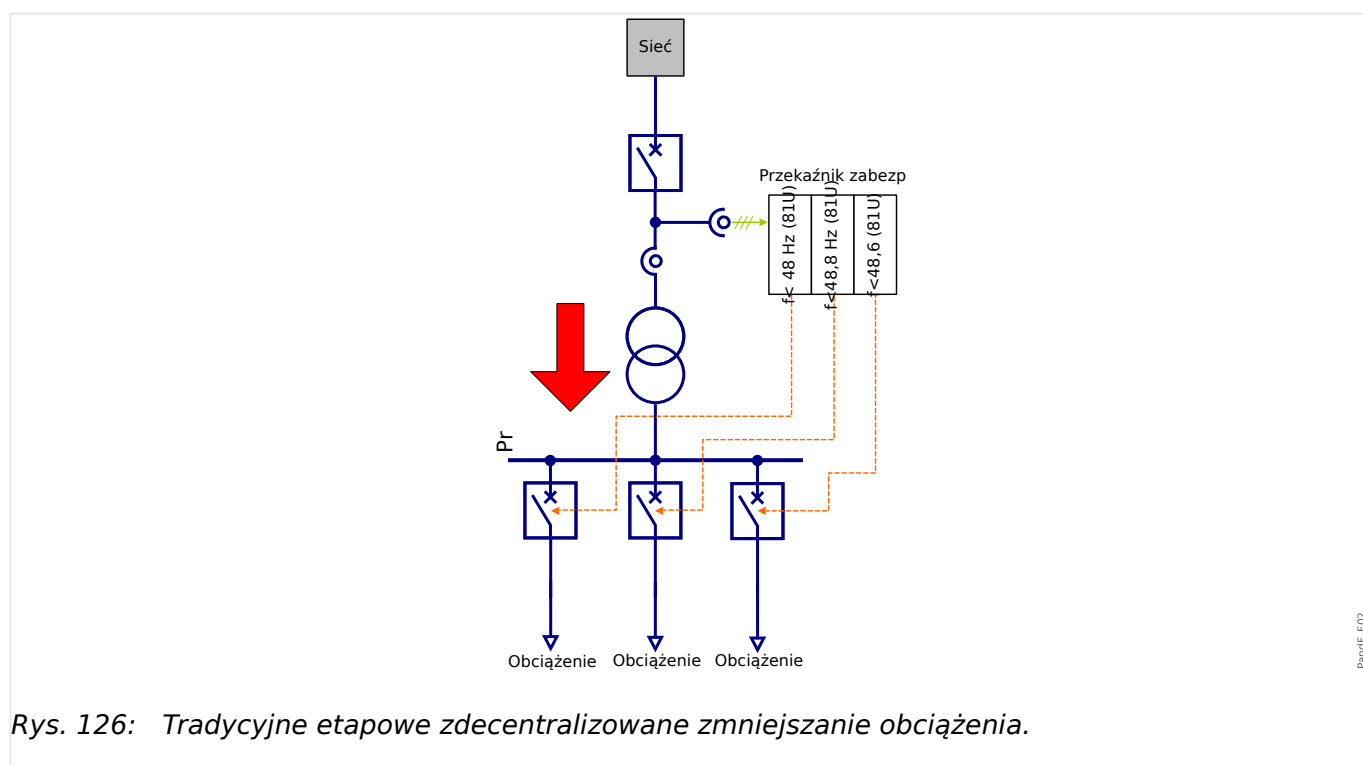 Sieć
Przekaźnik zabezp
f< 48 Hz (81U)
f<48,8 Hz (81U)
f<48,6 (81U)
Pr
Obciążenie
Obciążenie
Obciążenie
PandF_E02
Rys. 126: Tradycyjne etapowe zdecentralizowane zmniejszanie obciążenia.